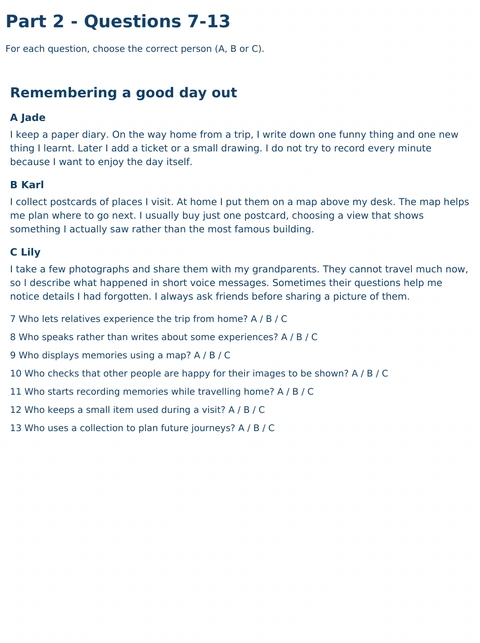 Part 2 - Questions 7-13
For each question, choose the correct person (A, B or C).
Remembering a good day out
A Jade
I keep a paper diary. On the way home from a trip, I write down one funny thing and one new
thing I learnt. Later I add a ticket or a small drawing. I do not try to record every minute
because I want to enjoy the day itself.
B Karl
I collect postcards of places I visit. At home I put them on a map above my desk. The map helps
me plan where to go next. I usually buy just one postcard, choosing a view that shows
something I actually saw rather than the most famous building.
C Lily
I take a few photographs and share them with my grandparents. They cannot travel much now,
so I describe what happened in short voice messages. Sometimes their questions help me
notice details I had forgotten. I always ask friends before sharing a picture of them.
7 Who lets relatives experience the trip from home? A / B / C
8 Who speaks rather than writes about some experiences? A / B / C
9 Who displays memories using a map? A / B / C
10 Who checks that other people are happy for their images to be shown? A / B / C
11 Who starts recording memories while travelling home? A / B / C
12 Who keeps a small item used during a visit? A / B / C
13 Who uses a collection to plan future journeys? A / B / C